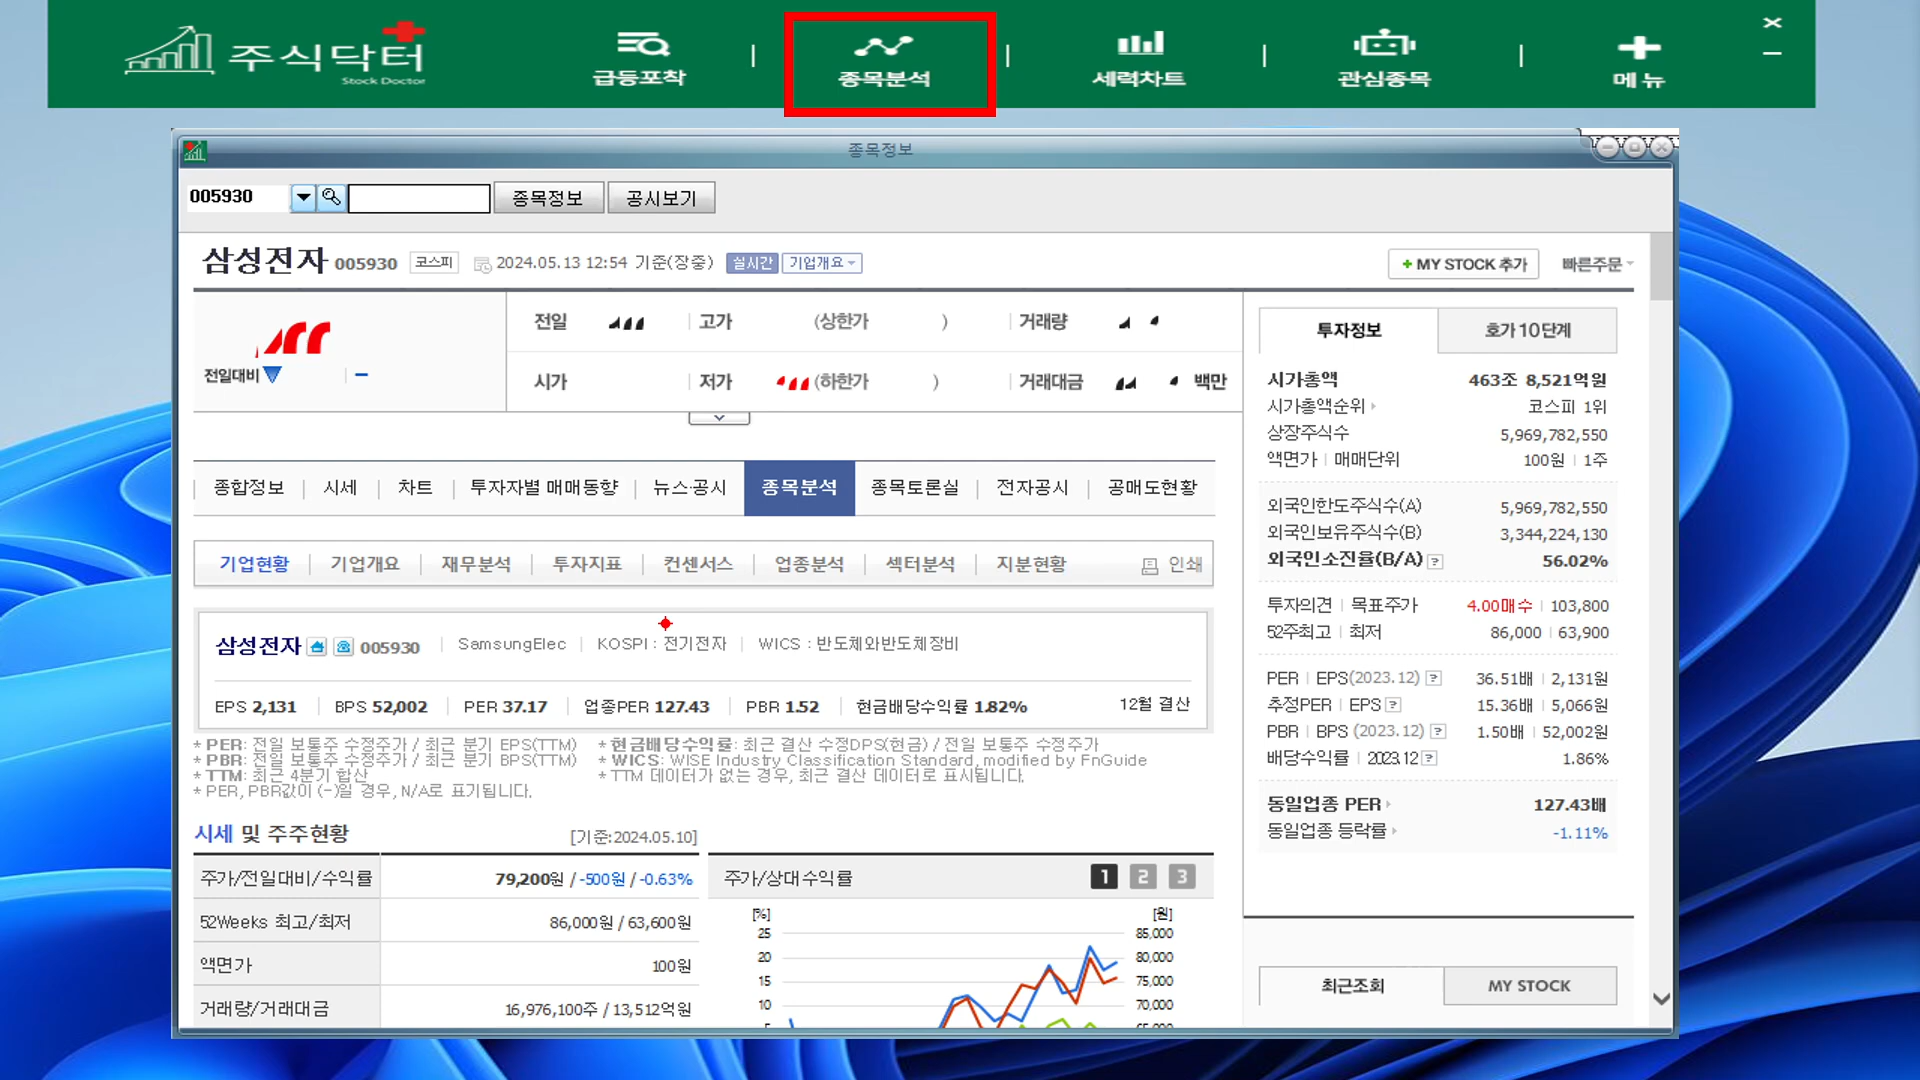 주식닥터
Stock Doctor
급등포착
종목분석
세력차트
관심종목
메뉴
종목정보
005930
종목정보
공시보기
삼성전자 005930 코스피 2024.05.13 12:54 기준(장중) 실시간 기업개요
+ MY STOCK 추가
빠른주문
전일대비
전일
고가
(상한가 )
거래량
시가
저가
(하한가 )
거래대금
백만
종합정보
시세
차트
투자자별 매매동향
뉴스·공시
종목분석
종목토론실
전자공시
공매도현황
기업현황
기업개요
재무분석
투자지표
컨센서스
업종분석
섹터분석
지분현황
인쇄
삼성전자 005930 SamsungElec KOSPI : 전기전자 WICS : 반도체와반도체장비
EPS 2,131 BPS 52,002 PER 37.17 업종PER 127.43 PBR 1.52 현금배당수익률 1.82% 12월 결산
* PER: 전일 보통주 수정주가 / 최근 분기 EPS(TTM)
* PBR: 전일 보통주 수정주가 / 최근 분기 BPS(TTM)
* TTM: 최근 4분기 합산
* PER, PBR값이 (-)일 경우, N/A로 표기됩니다.
* 현금배당수익률: 최근 결산 수정DPS(현금) / 전일 보통주 수정주가
* WICS: WISE Industry Classification Standard, modified by FnGuide
* TTM 데이터가 없는 경우, 최근 결산 데이터로 표시됩니다.
시세 및 주주현황
[기준:2024.05.10]
주가/전일대비/수익률 79,200원 / -500원 / -0.63%
52Weeks 최고/최저 86,000원 / 63,600원
액면가 100원
거래량/거래대금 16,976,100주 / 13,512억원
주가/상대수익률
1 2 3
[%]
25
20
15
10
5
[원]
85,000
80,000
75,000
70,000
65,000
투자정보
호가 10단계
시가총액 463조 8,521억원
시가총액순위 코스피 1위
상장주식수 5,969,782,550
액면가 매매단위 100원 1주
외국인한도주식수(A) 5,969,782,550
외국인보유주식수(B) 3,344,224,130
외국인소진율(B/A) ? 56.02%
투자의견 목표주가 4.00매수 103,800
52주최고 최저 86,000 63,900
PER EPS(2023.12) ? 36.51배 2,131원
추정PER EPS ? 15.36배 5,066원
PBR BPS (2023.12) ? 1.50배 52,002원
배당수익률 2023.12 ? 1.86%
동일업종 PER 127.43배
동일업종 등락률 -1.11%
최근조회
MY STOCK